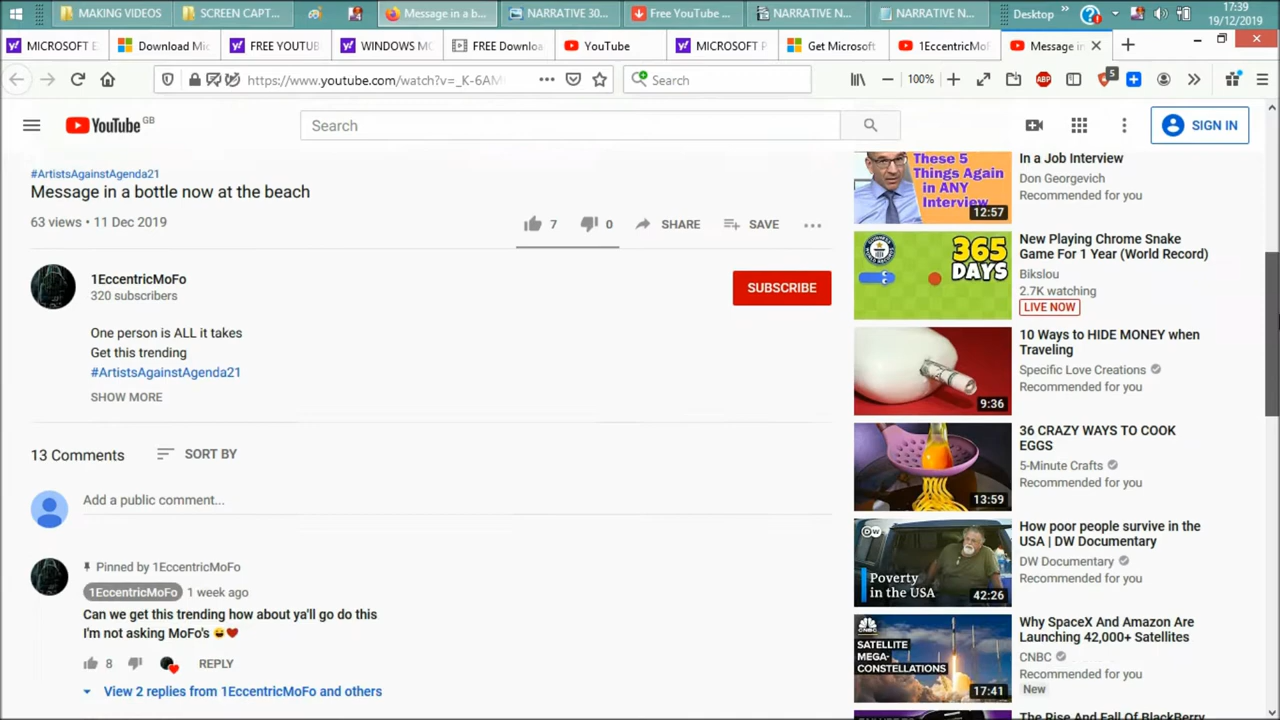 MAKING VIDEOS
SCREEN CAPT...
Message in a b...
NARRATIVE 30...
Free YouTube ...
NARRATIVE N...
NARRATIVE N...
Desktop
17:39
19/12/2019
MICROSOFT E
Download Mic
FREE YOUTUB
WINDOWS MO
FREE Downloa
YouTube
MICROSOFT P
Get Microsoft
1EccentricMoF
Message in
https://www.youtube.com/watch?v=_K-6AM
Search
100%
ABP
5
YouTube GB
Search
SIGN IN
#ArtistsAgainstAgenda21
Message in a bottle now at the beach
63 views • 11 Dec 2019
7
0
SHARE
SAVE
1EccentricMoFo
320 subscribers
SUBSCRIBE
One person is ALL it takes
Get this trending
#ArtistsAgainstAgenda21
SHOW MORE
13 Comments
SORT BY
Add a public comment...
Pinned by 1EccentricMoFo
1EccentricMoFo 1 week ago
Can we get this trending how about ya'll go do this
I'm not asking MoFo's
8
REPLY
View 2 replies from 1EccentricMoFo and others
These 5
Things Again
in ANY
Interview
12:57
In a Job Interview
Don Georgevich
Recommended for you
365
DAYS
New Playing Chrome Snake
Game For 1 Year (World Record)
Bikslou
2.7K watching
LIVE NOW
9:36
10 Ways to HIDE MONEY when
Traveling
Specific Love Creations
Recommended for you
13:59
36 CRAZY WAYS TO COOK
EGGS
5-Minute Crafts
Recommended for you
DW
Poverty
in the USA
42:26
How poor people survive in the
USA | DW Documentary
DW Documentary
Recommended for you
CNBC
SATELLITE
MEGA-
CONSTELLATIONS
17:41
Why SpaceX And Amazon Are
Launching 42,000+ Satellites
CNBC
Recommended for you
New
The Rise And Fall Of BlackBerry